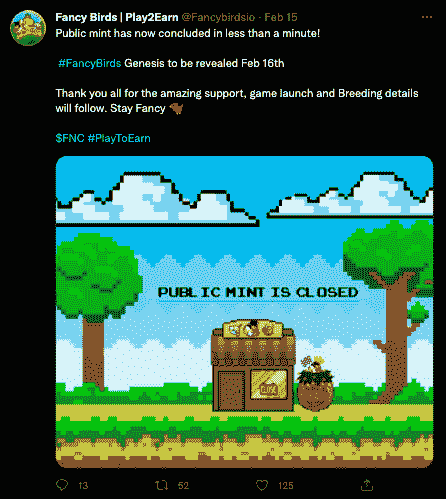 Fancy Birds | Play2Earn @Fancybirdsio · Feb 15
Public mint has now concluded in less than a minute!
#FancyBirds Genesis to be revealed Feb 16th
Thank you all for the amazing support, game launch and Breeding details
will follow. Stay Fancy
$FNC #PlayToEarn
PUBLIC MINT IS CLOSED
13 52 125